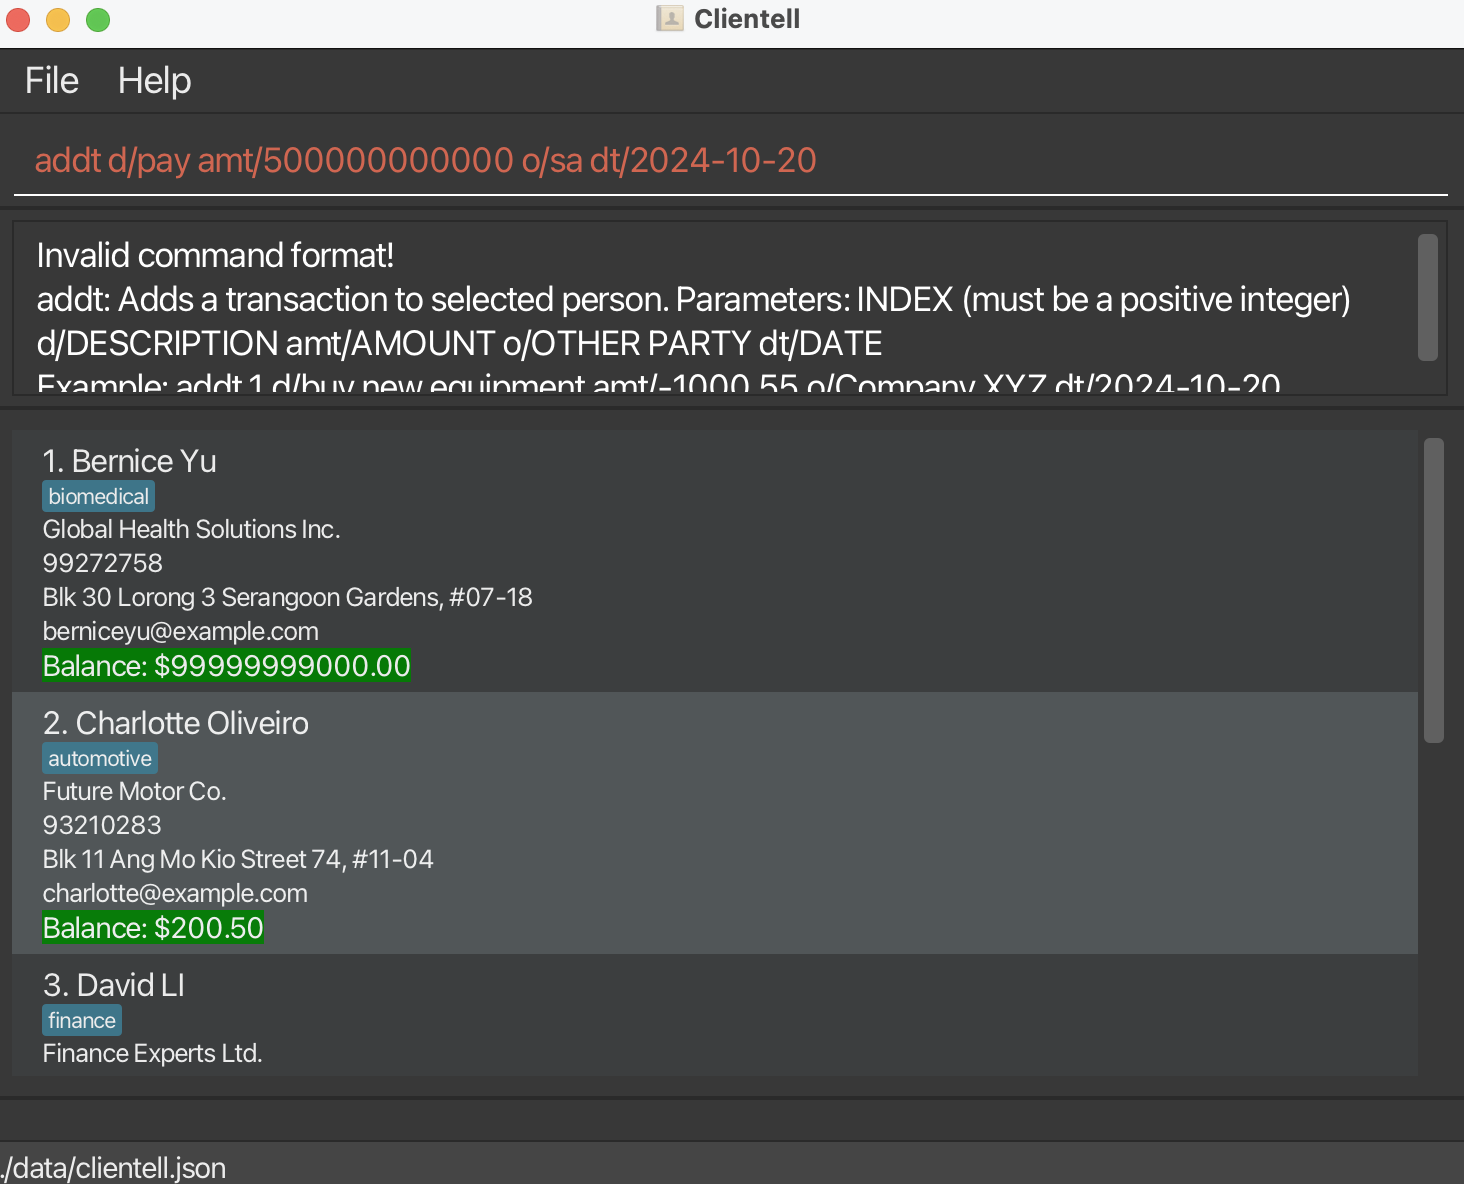 Clientell
File Help
addt d/pay amt/500000000000 o/sa dt/2024-10-20
Invalid command format!
addt: Adds a transaction to selected person. Parameters: INDEX (must be a positive integer)
d/DESCRIPTION amt/AMOUNT o/OTHER PARTY dt/DATE
Example: addt 1 d/buy new equipment amt/-1000.55 o/Company XYZ dt/2024-10-20
1. Bernice Yu
biomedical
Global Health Solutions Inc.
99272758
Blk 30 Lorong 3 Serangoon Gardens, #07-18
berniceyu@example.com
Balance: $99999999000.00
2. Charlotte Oliveiro
automotive
Future Motor Co.
93210283
Blk 11 Ang Mo Kio Street 74, #11-04
charlotte@example.com
Balance: $200.50
3. David LI
finance
Finance Experts Ltd.
./data/clientell.json